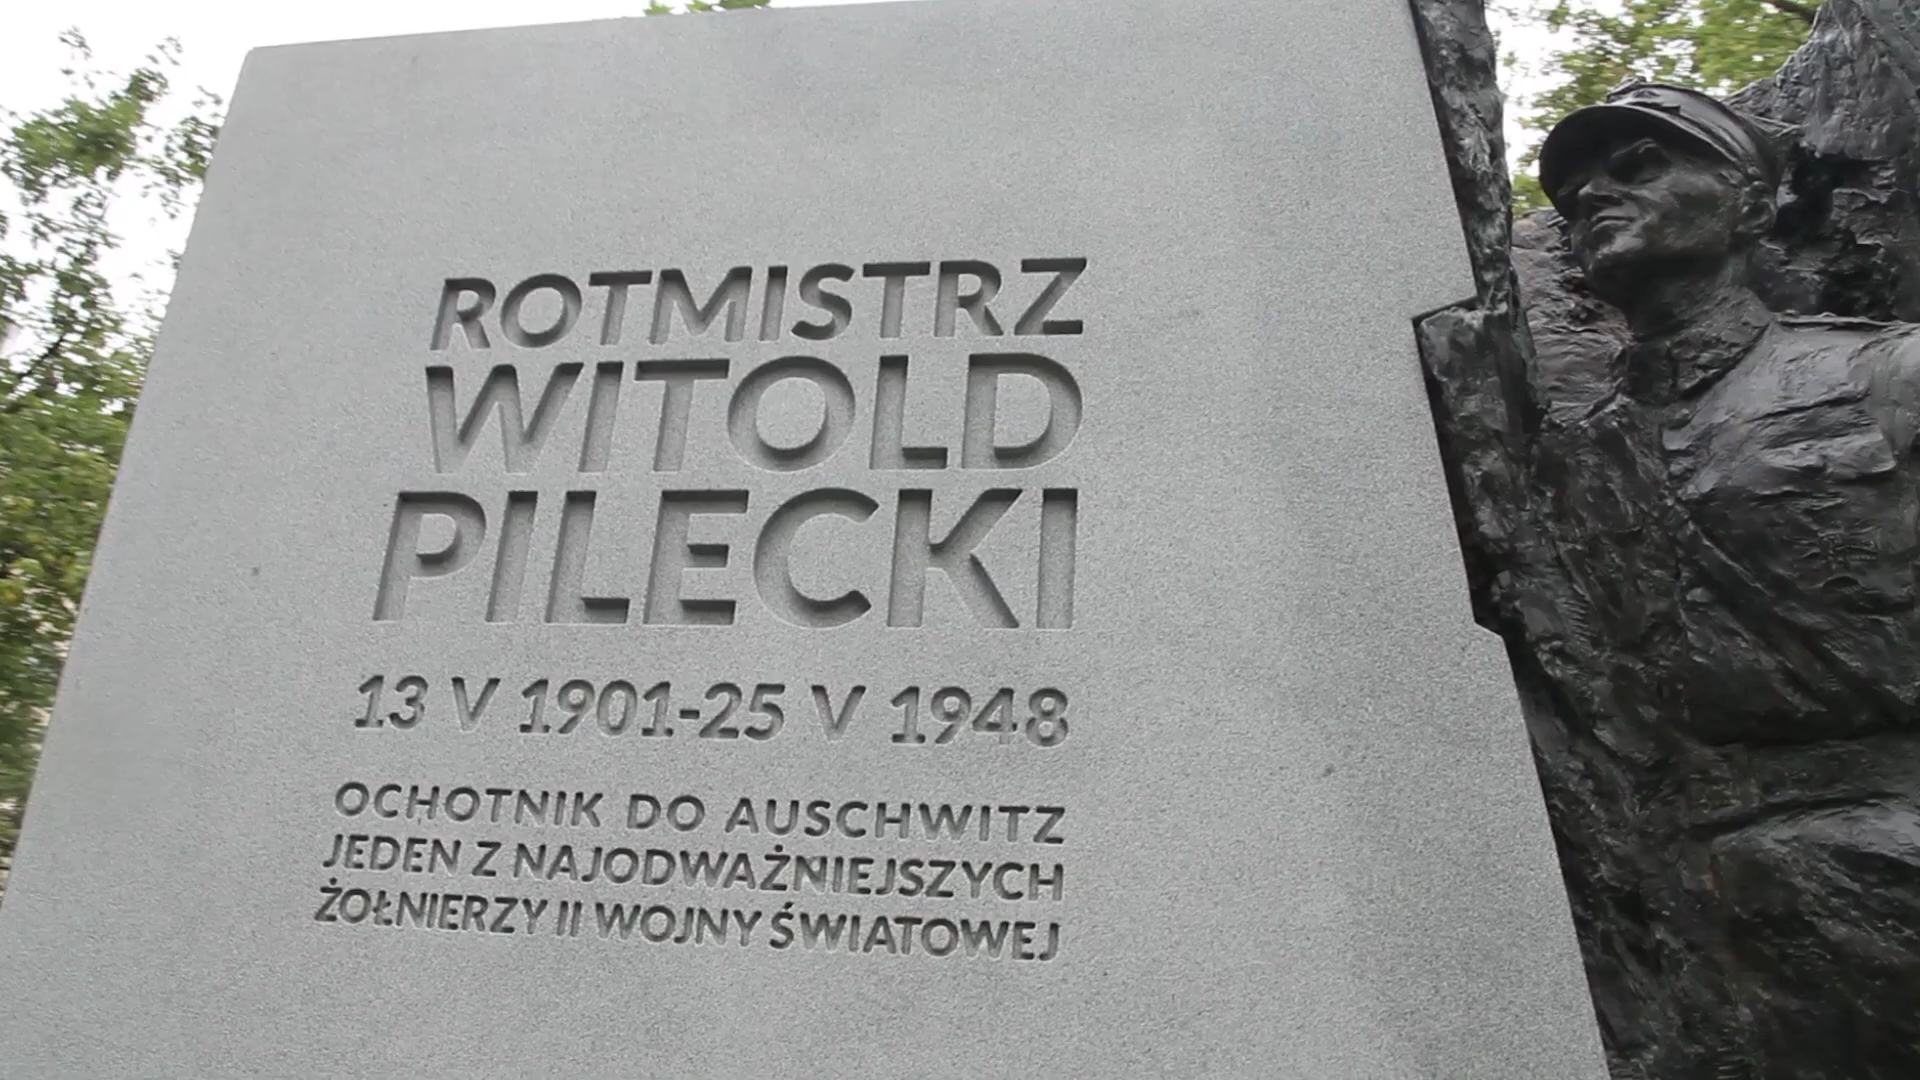 ROTMISTRZ
WITOLD
PILECKI
13 V 1901-25 V 1948
OCHOTNIK DO AUSCHWITZ
JEDEN Z NAJODWAŻNIEJSZYCH
ŻOŁNIERZY II WOJNY ŚWIATOWEJ